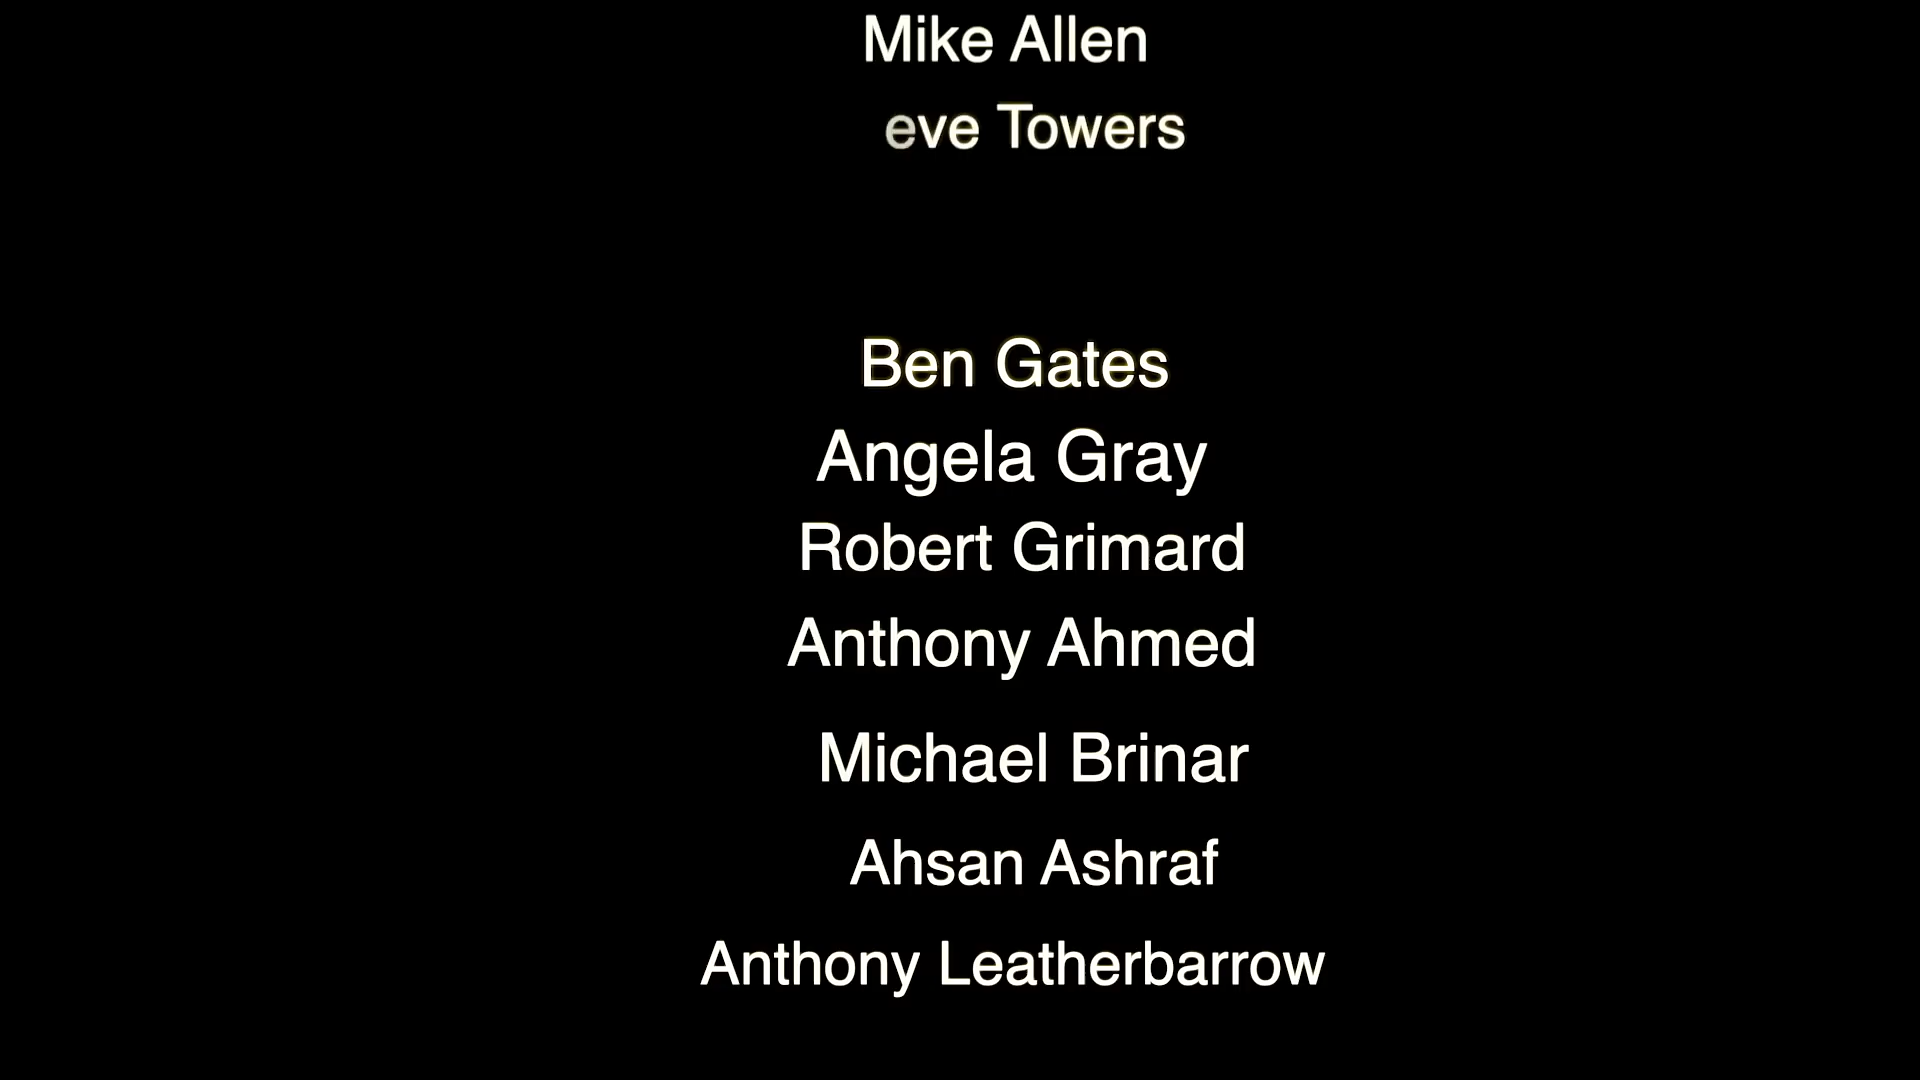 Mike Allen
eve Towers
Ben Gates
Angela Gray
Robert Grimard
Anthony Ahmed
Michael Brinar
Ahsan Ashraf
Anthony Leatherbarrow